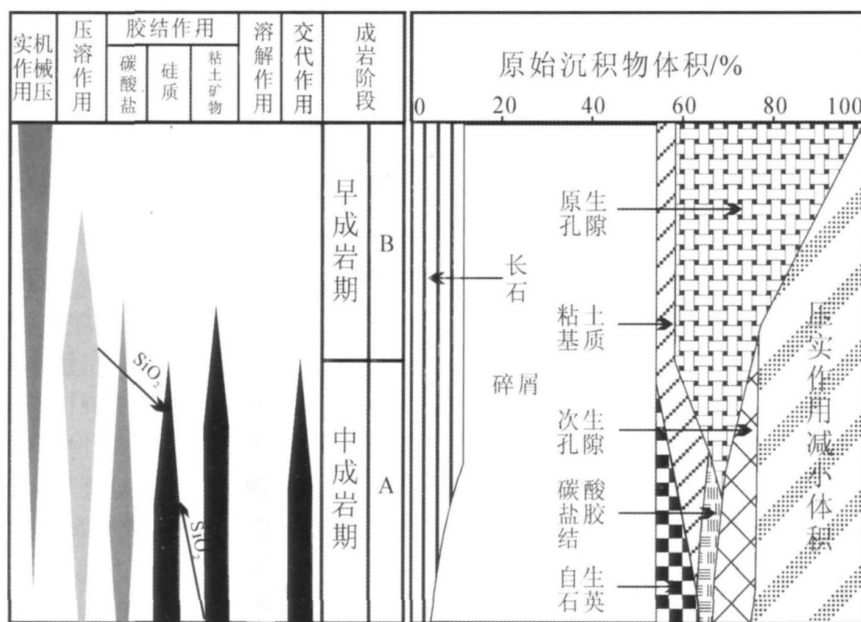 机械压
实作用
压溶作用
胶结作用
碳酸盐
硅质
粘土矿物
溶解作用
交代作用
成岩阶段
原始沉积物体积/%
0 20 40 60 80 100
早成岩期
B
中成岩期
A
SiO₂
SiO₂
原生
孔隙
长
石
粘土
基质
碎屑
次生
孔隙
碳酸
盐胶
结
自生
石英
压实作用减小体积